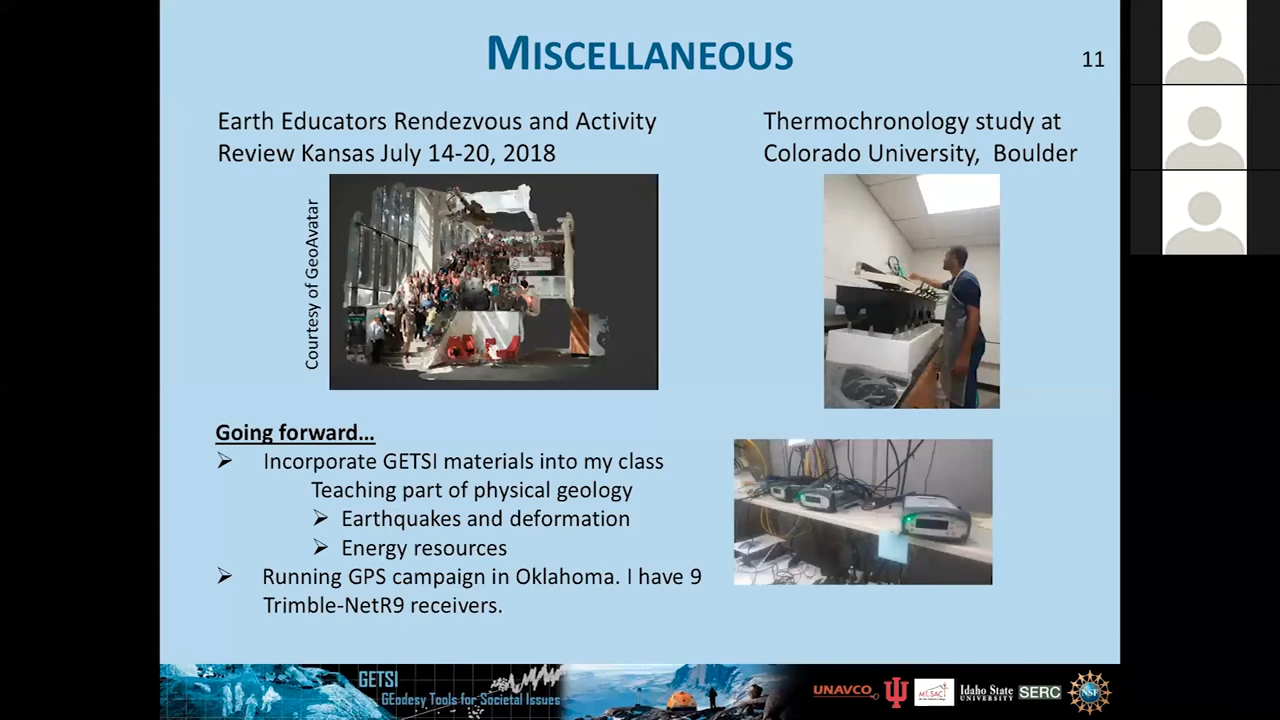 MISCELLANEOUS
11
Earth Educators Rendezvous and Activity
Review Kansas July 14-20, 2018
Thermochronology study at
Colorado University, Boulder
Courtesy of GeoAvatar
Going forward...
Incorporate GETSI materials into my class
Teaching part of physical geology
Earthquakes and deformation
Energy resources
Running GPS campaign in Oklahoma. I have 9
Trimble-NetR9 receivers.
GETSI
GEodesy Tools for Societal Issues
UNAVCO
Idaho State
UNIVERSITY
SERC
NSF